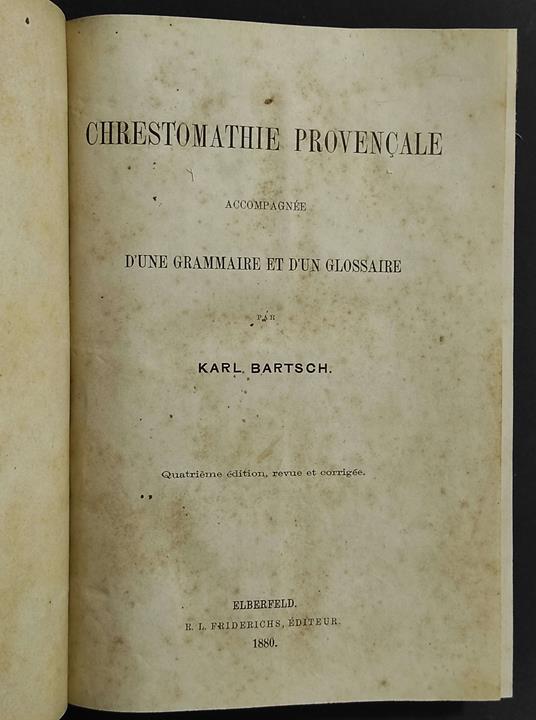 CHRESTOMATHIE PROVENÇALE
ACCOMPAGNÉE
D'UNE GRAMMAIRE ET D'UN GLOSSAIRE
PAR
KARL BARTSCH.
Quatrième édition, revue et corrigée.
ELBERFELD.
R. L. FRIDERICHS, ÉDITEUR.
1880.